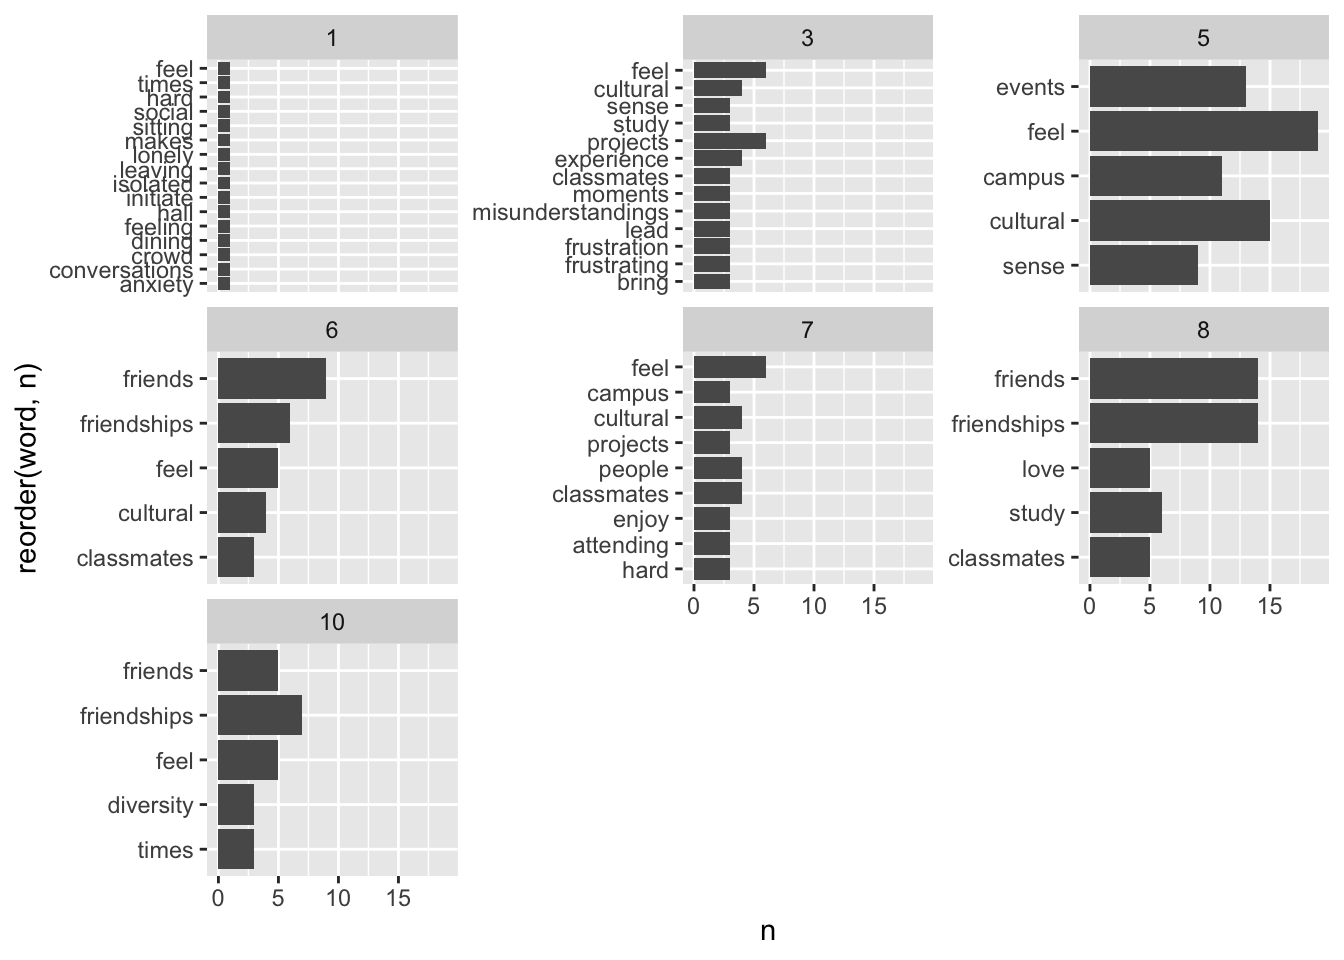 1
feel
times
hard
social
sitting
makes
lonely
leaving
isolated
initiate
hall
feeling
dining
crowd
conversations
anxiety
3
feel
cultural
sense
study
projects
experience
classmates
moments
misunderstandings
lead
frustration
frustrating
bring
5
events
feel
campus
cultural
sense
6
friends
friendships
feel
cultural
classmates
7
feel
campus
cultural
projects
people
classmates
enjoy
attending
hard
0 5 10 15
8
friends
friendships
love
study
classmates
0 5 10 15
10
friends
friendships
feel
diversity
times
0 5 10 15
reorder(word, n)
n